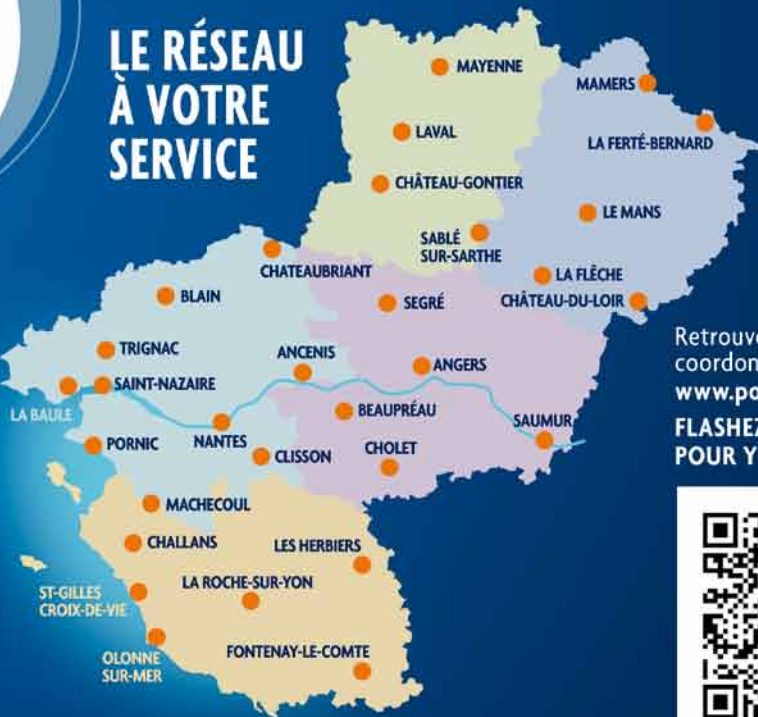 LE RÉSEAU
À VOTRE
SERVICE
MAYENNE
MAMERS
LAVAL
LA FERTÉ-BERNARD
CHÂTEAU-GONTIER
LE MANS
SABLÉ
SUR-SARTHE
CHATEAUBRIANT
LA FLÈCHE
BLAIN
SEGRÉ
CHÂTEAU-DU-LOIR
TRIGNAC
ANCENIS
ANGERS
SAINT-NAZAIRE
LA BAULE
BEAUPRÉAU
SAUMUR
PORNIC
NANTES
CLISSON
CHOLET
MACHECOUL
CHALLANS
LES HERBIERS
LA ROCHE-SUR-YON
ST-GILLES
CROIX-DE-VIE
OLONNE
SUR-MER
FONTENAY-LE-COMTE
Retrouve
coordon
www.po
FLASHEZ
POUR Y